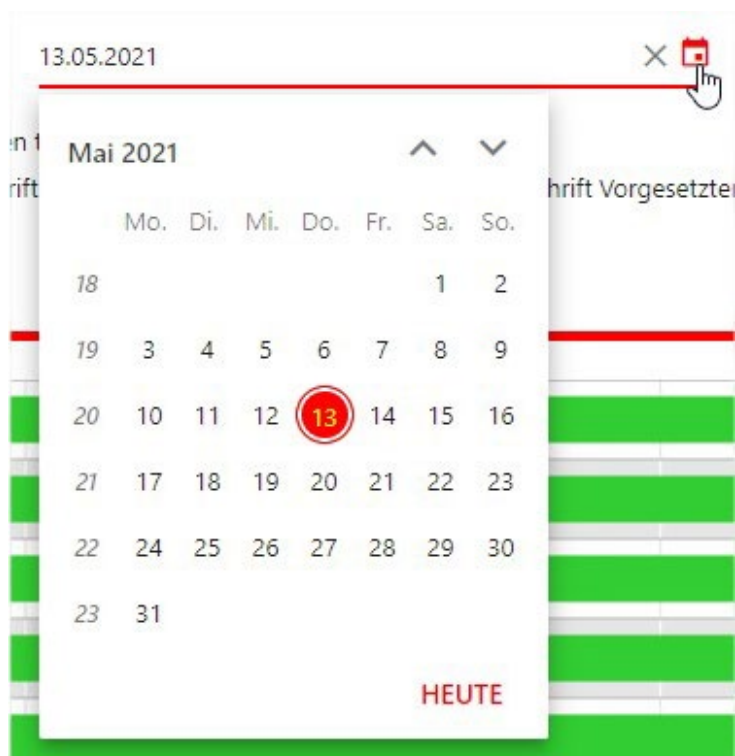 13.05.2021
Mai 2021
hrift Vorgesetzter
Mo. Di. Mi. Do. Fr. Sa. So.
18 1 2
19 3 4 5 6 7 8 9
20 10 11 12 13 14 15 16
21 17 18 19 20 21 22 23
22 24 25 26 27 28 29 30
23 31
HEUTE